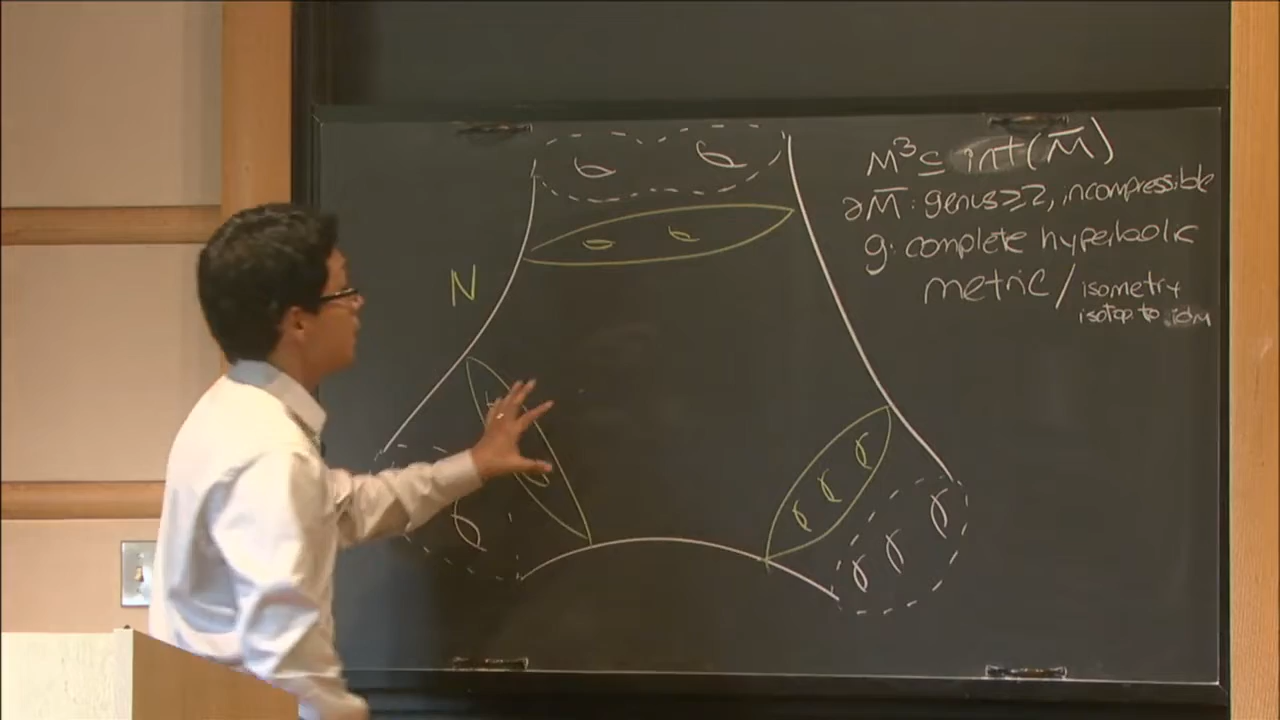 M³ ⊆ int(M̅)
∂M̅: genus ≥ 2, incompressible
g: complete hyperbolic
metric / isometry
isotop to idM
N